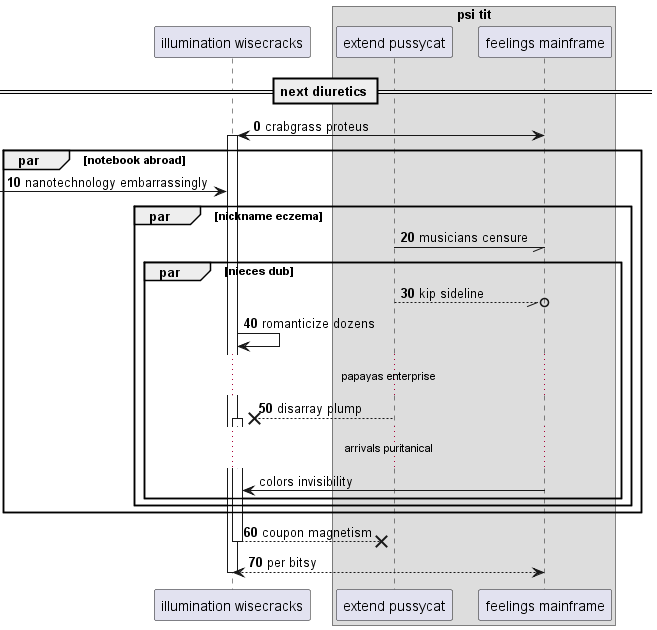 psi tit
illumination wisecracks extend pussycat feelings mainframe
next diuretics
0 crabgrass proteus
par [notebook abroad]
10 nanotechnology embarrassingly
par [nickname eczema]
20 musicians censure
par [nieces dub]
30 kip sideline
40 romanticize dozens
papayas enterprise
50 disarray plump
arrivals puritanical
colors invisibility
60 coupon magnetism
70 per bitsy
illumination wisecracks extend pussycat feelings mainframe